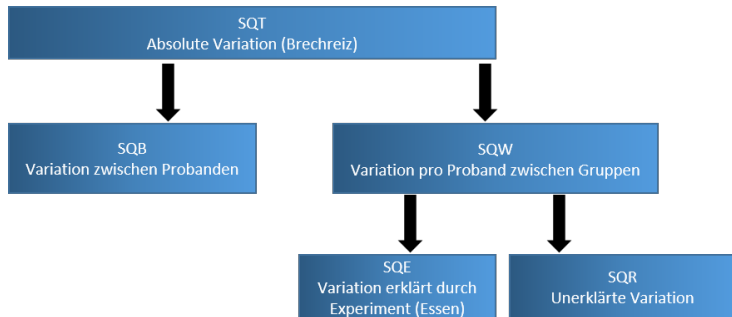 SQT
Absolute Variation (Brechreiz)
SQB
Variation zwischen Probanden
SQW
Variation pro Proband zwischen Gruppen
SQE
Variation erklärt durch
Experiment (Essen)
SQR
Unerklärte Variation